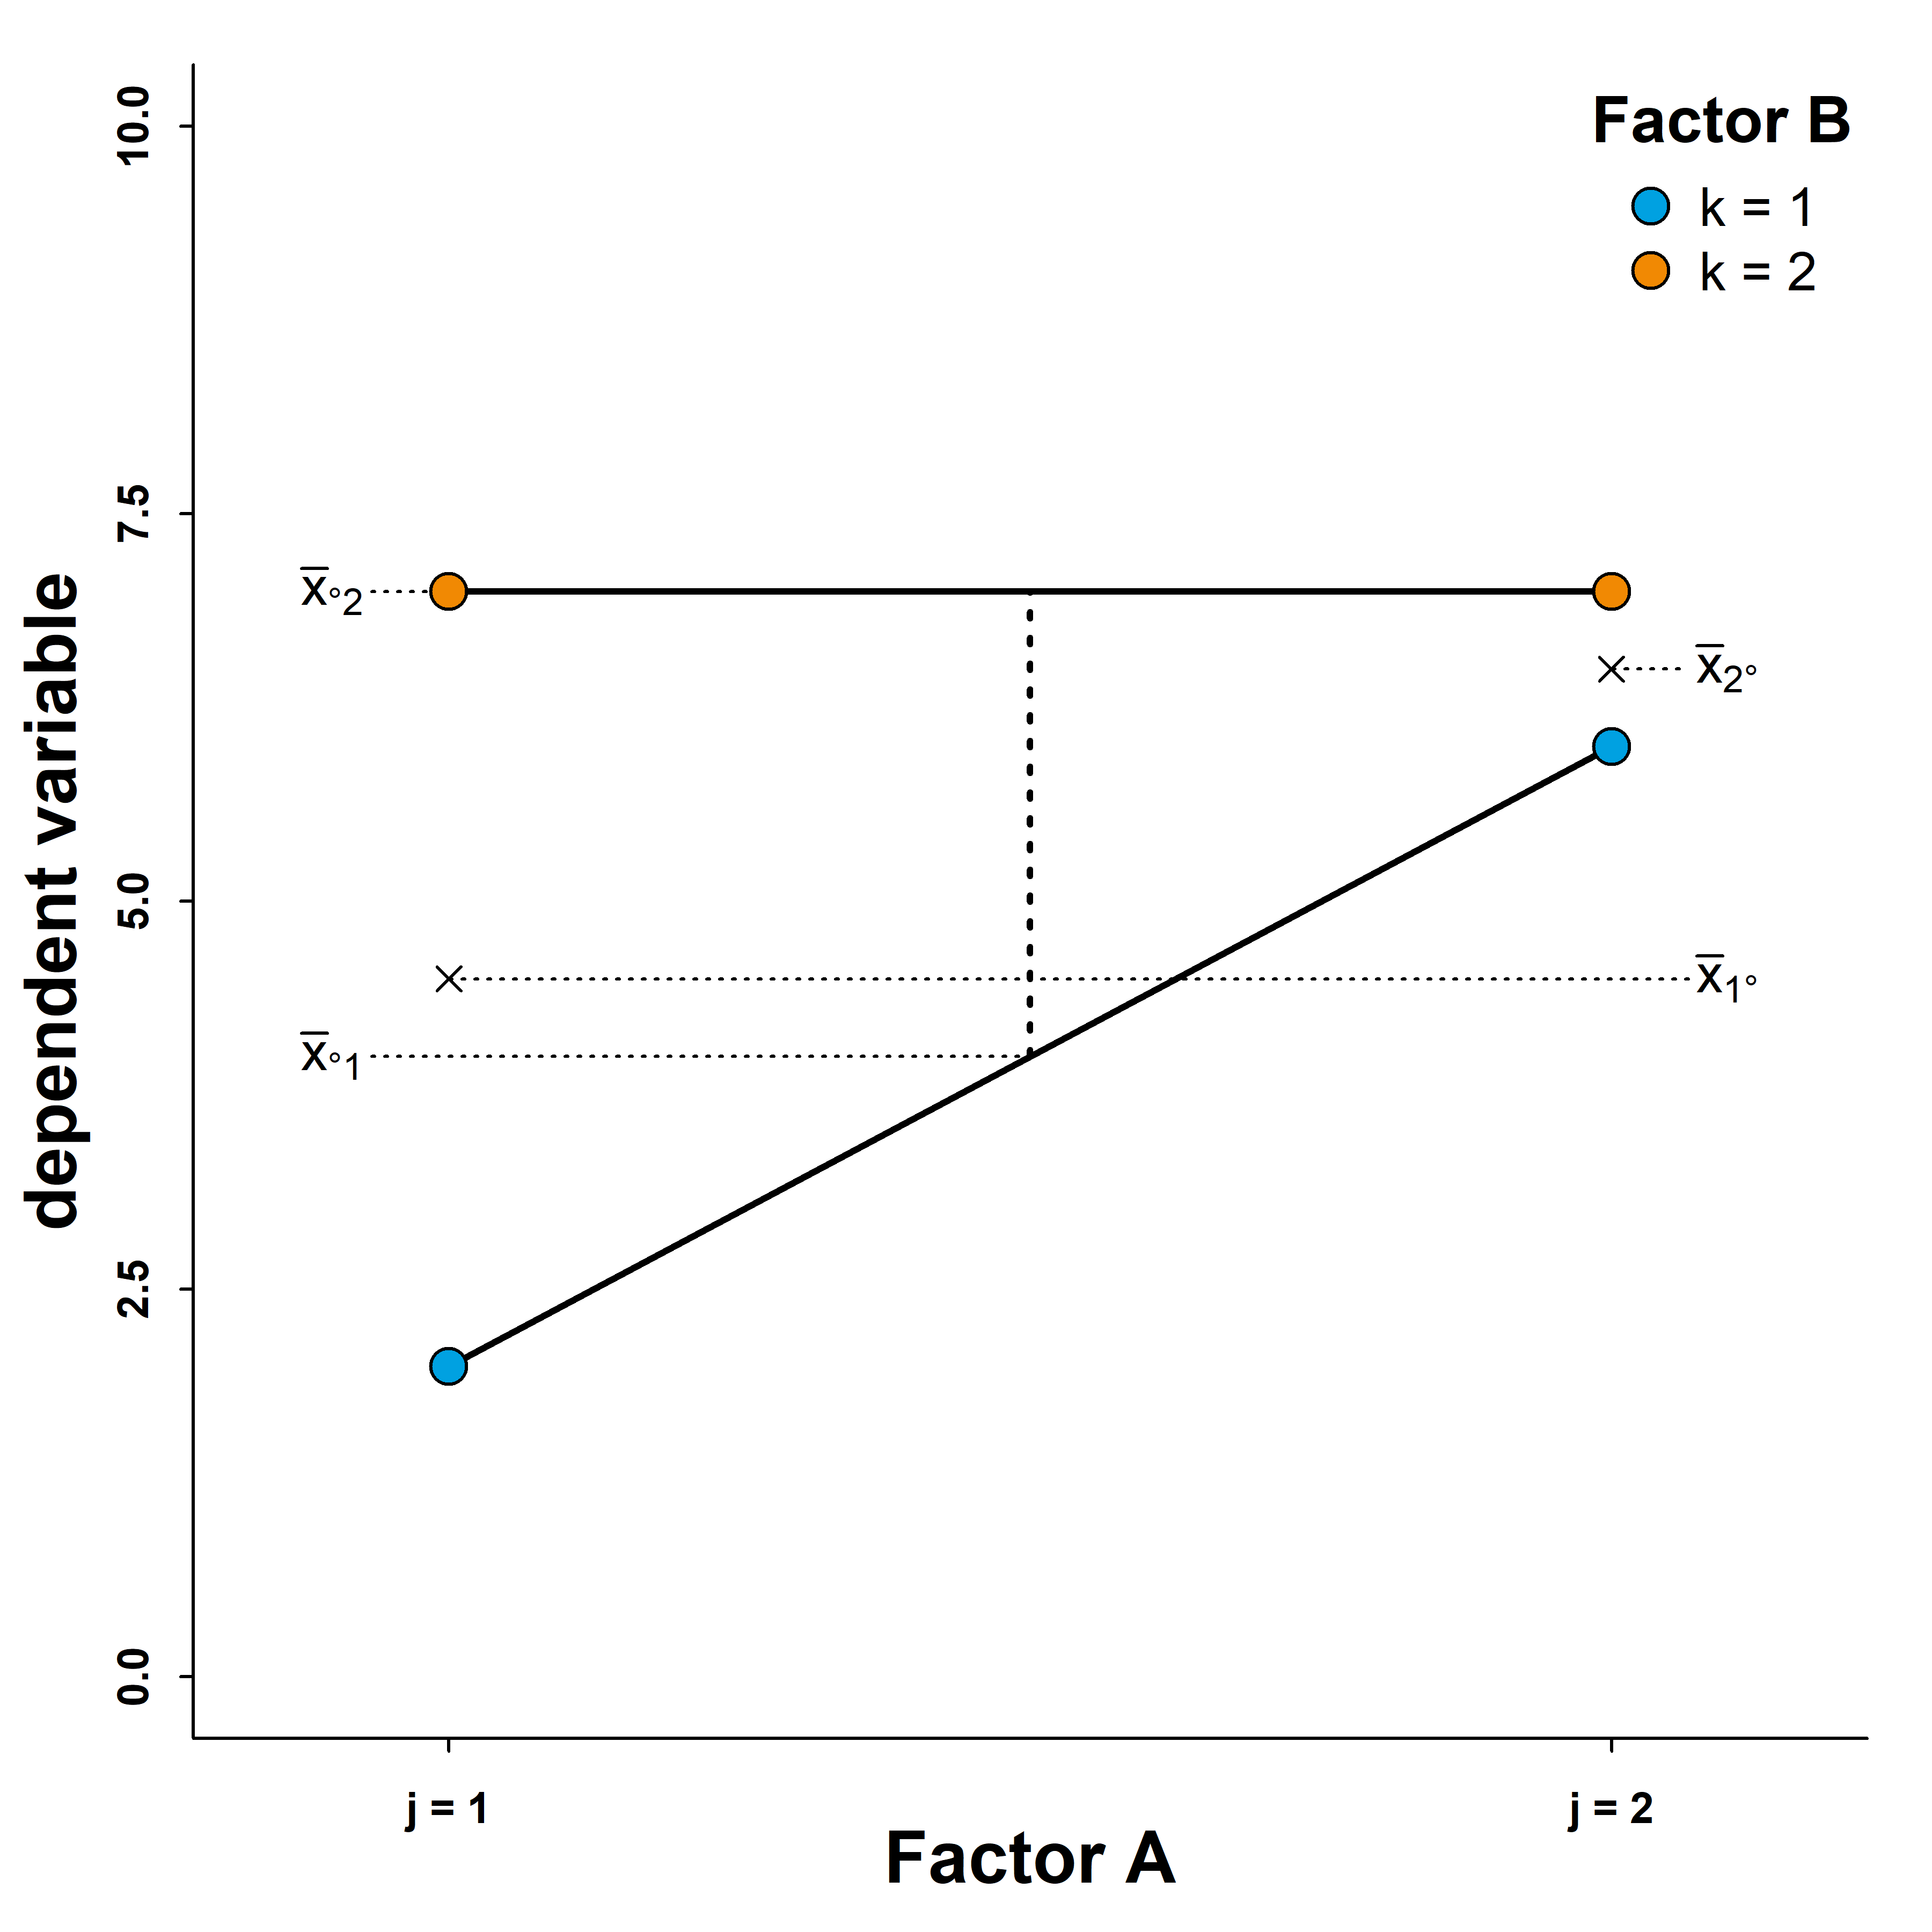 Factor B
k = 1
k = 2
dependent variable
10.0
7.5
5.0
2.5
0.0
x̄°2
x̄2°
x̄1°
x̄°1
j = 1
j = 2
Factor A